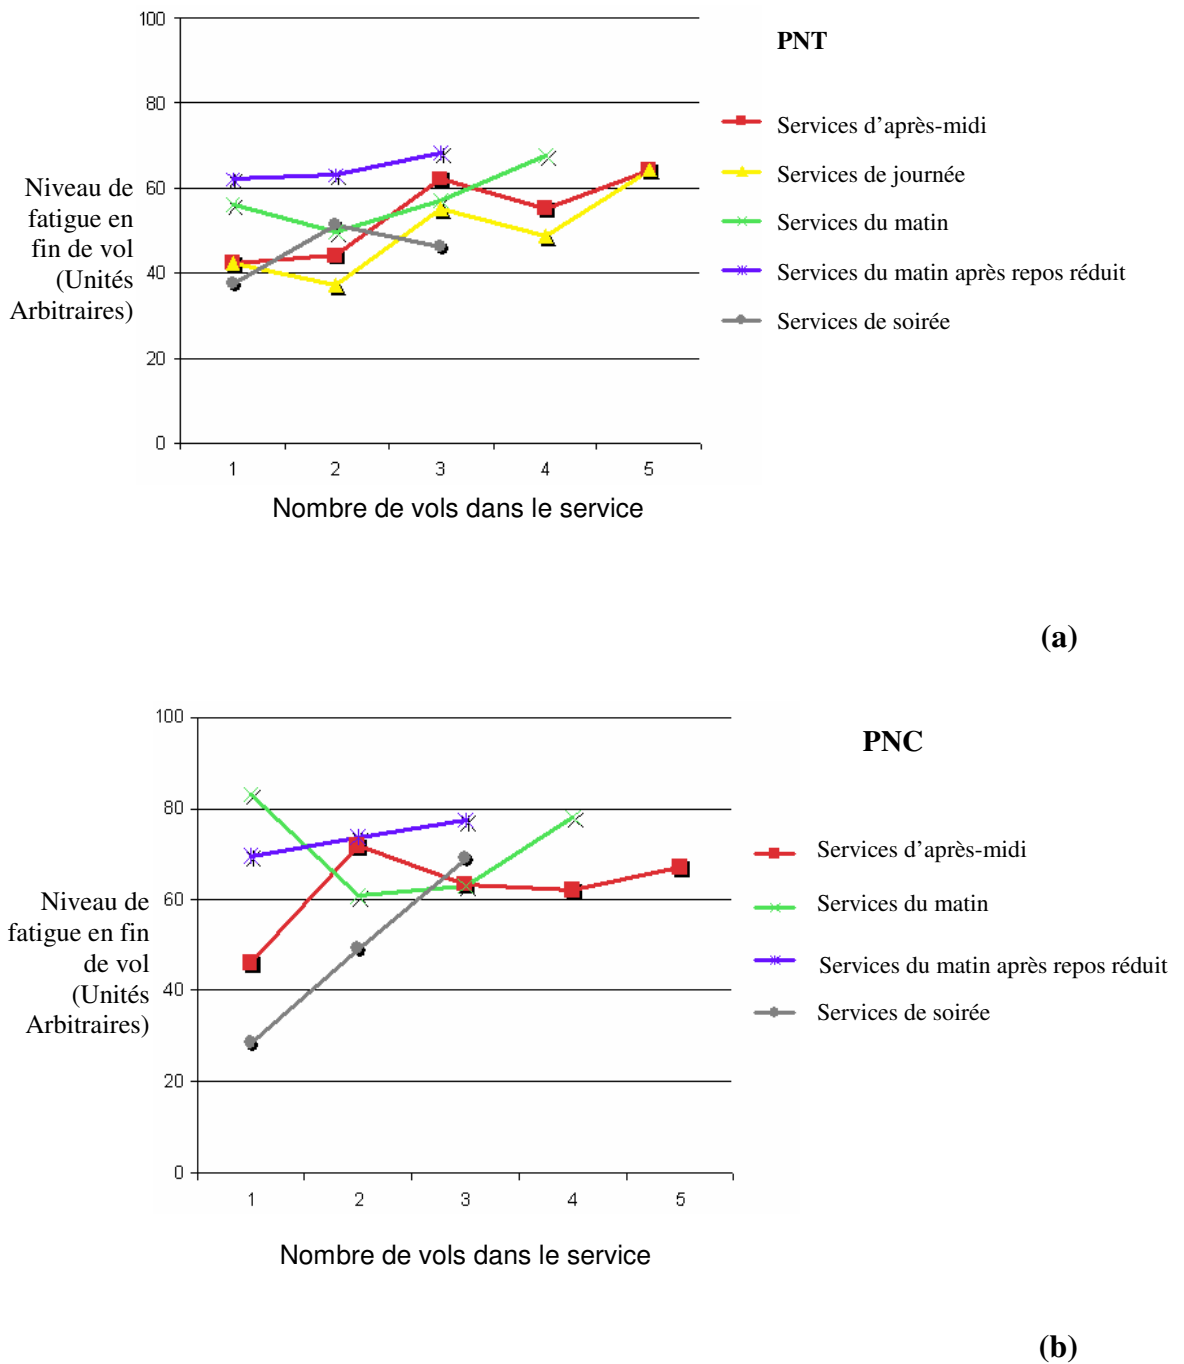 PNT
100
80
60
40
20
0
Niveau de
fatigue en
fin de vol
(Unités
Arbitraires)
1 2 3 4 5
Nombre de vols dans le service
Services d'après-midi
Services de journée
Services du matin
Services du matin après repos réduit
Services de soirée
(a)
PNC
100
80
60
40
20
0
Niveau de
fatigue en fin
de vol
(Unités
Arbitraires)
1 2 3 4 5
Nombre de vols dans le service
Services d'après-midi
Services du matin
Services du matin après repos réduit
Services de soirée
(b)